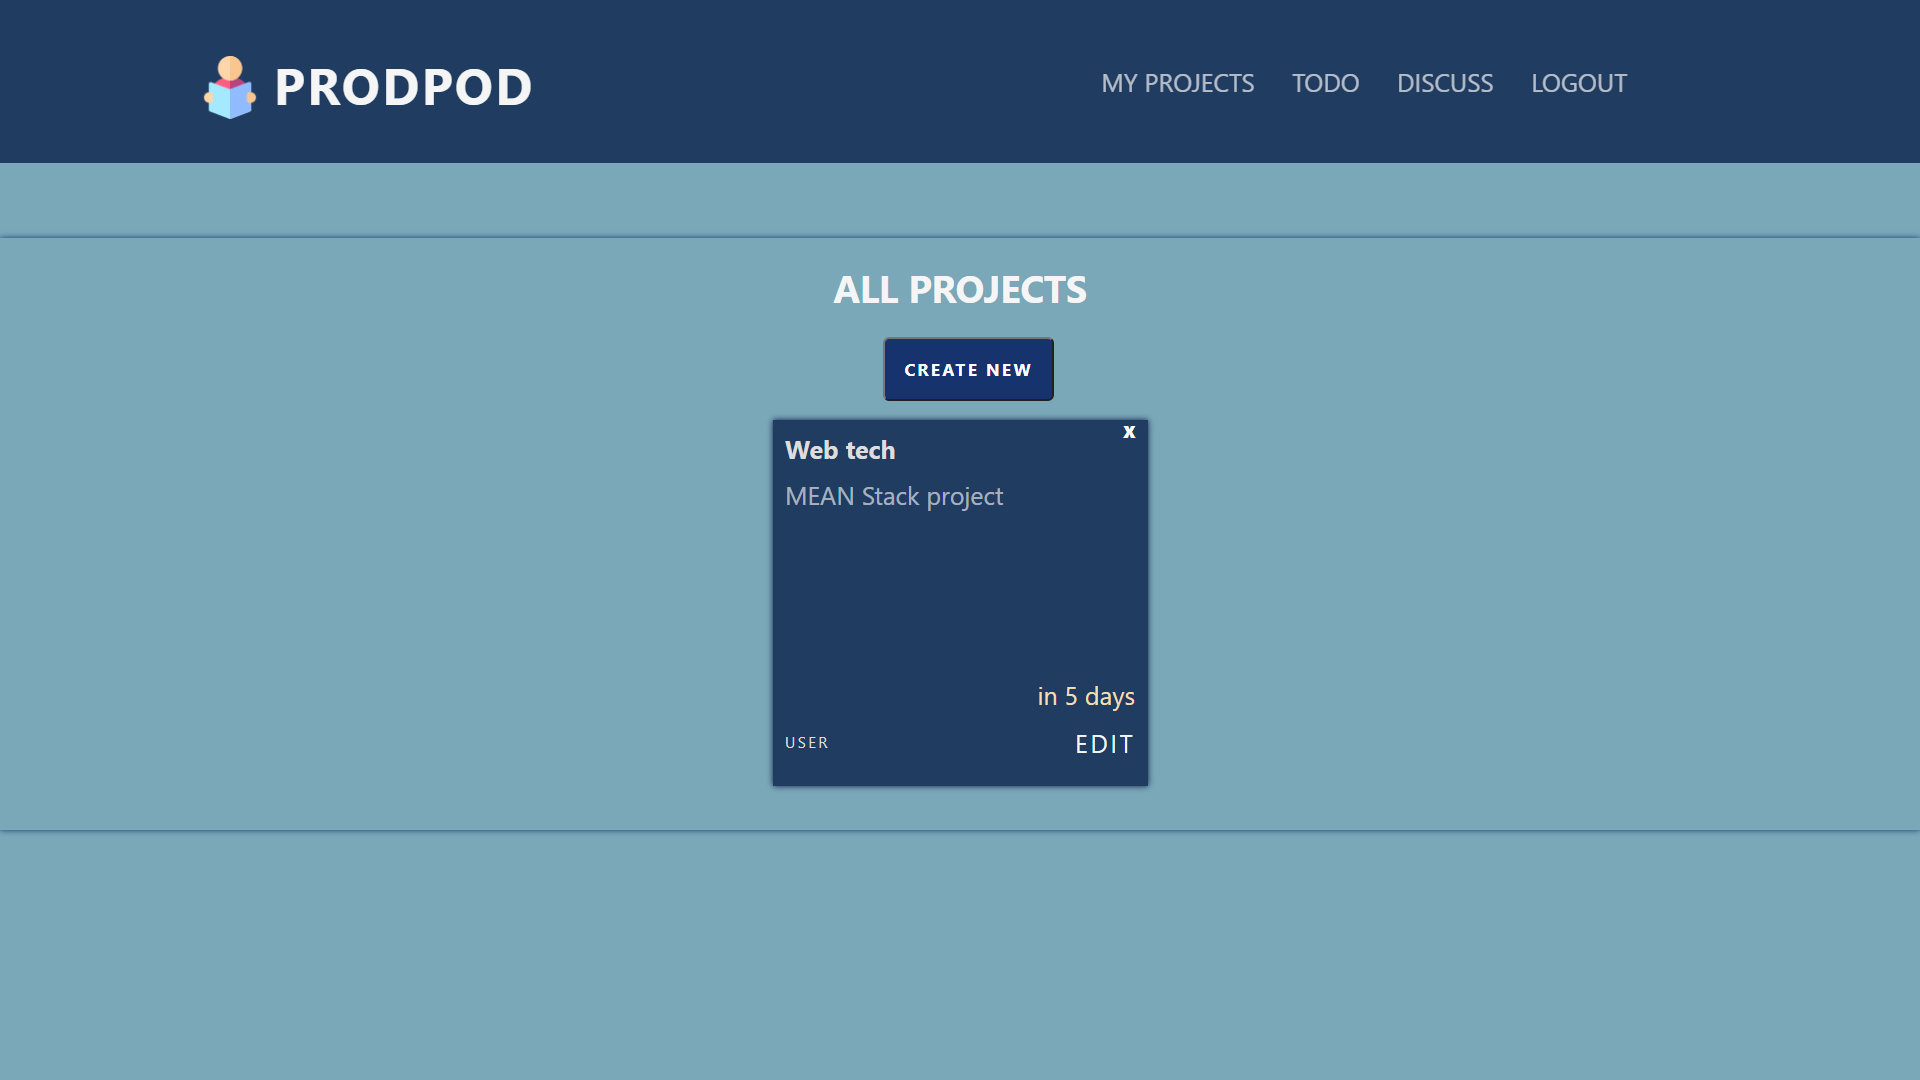 PRODPOD
MY PROJECTS TODO DISCUSS LOGOUT
ALL PROJECTS
CREATE NEW
X
Web tech
MEAN Stack project
in 5 days
USER EDIT